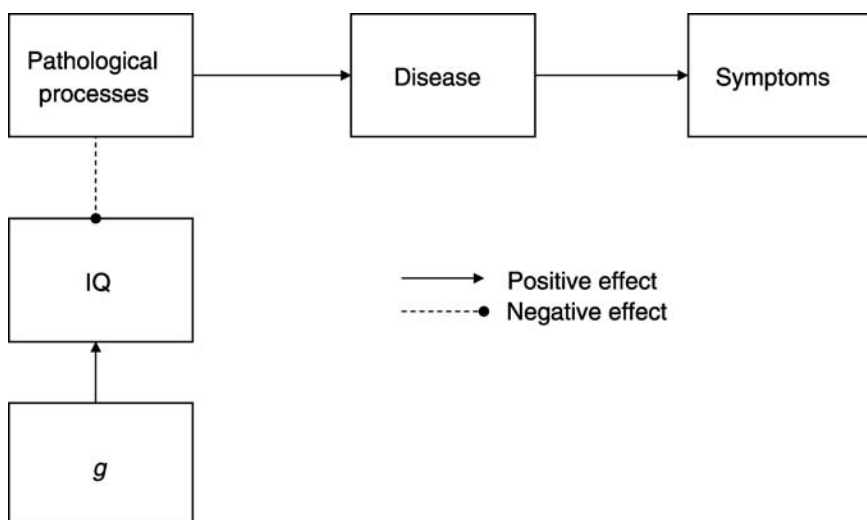 Pathological
processes
Disease
Symptoms
IQ
Positive effect
Negative effect
g